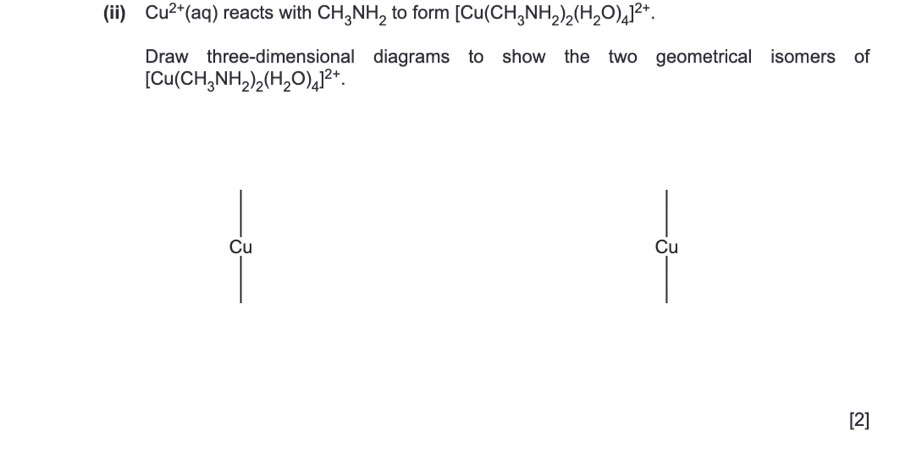 (ii) Cu²⁺(aq) reacts with CH₃NH₂ to form [Cu(CH₃NH₂)₂(H₂O)₄]²⁺.
Draw three-dimensional diagrams to show the two geometrical isomers of
[Cu(CH₃NH₂)₂(H₂O)₄]²⁺.
Cu Cu
[2]